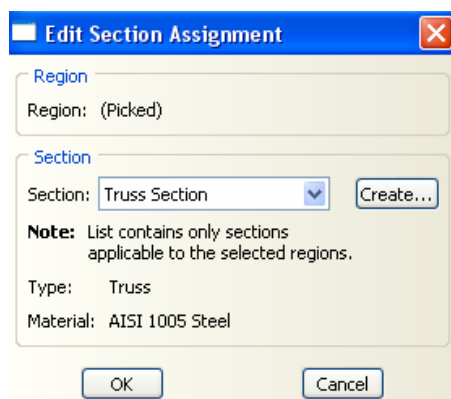 Edit Section Assignment
Region
Region: (Picked)
Section
Section: Truss Section Create...
Note: List contains only sections
applicable to the selected regions.
Type: Truss
Material: AISI 1005 Steel
OK Cancel